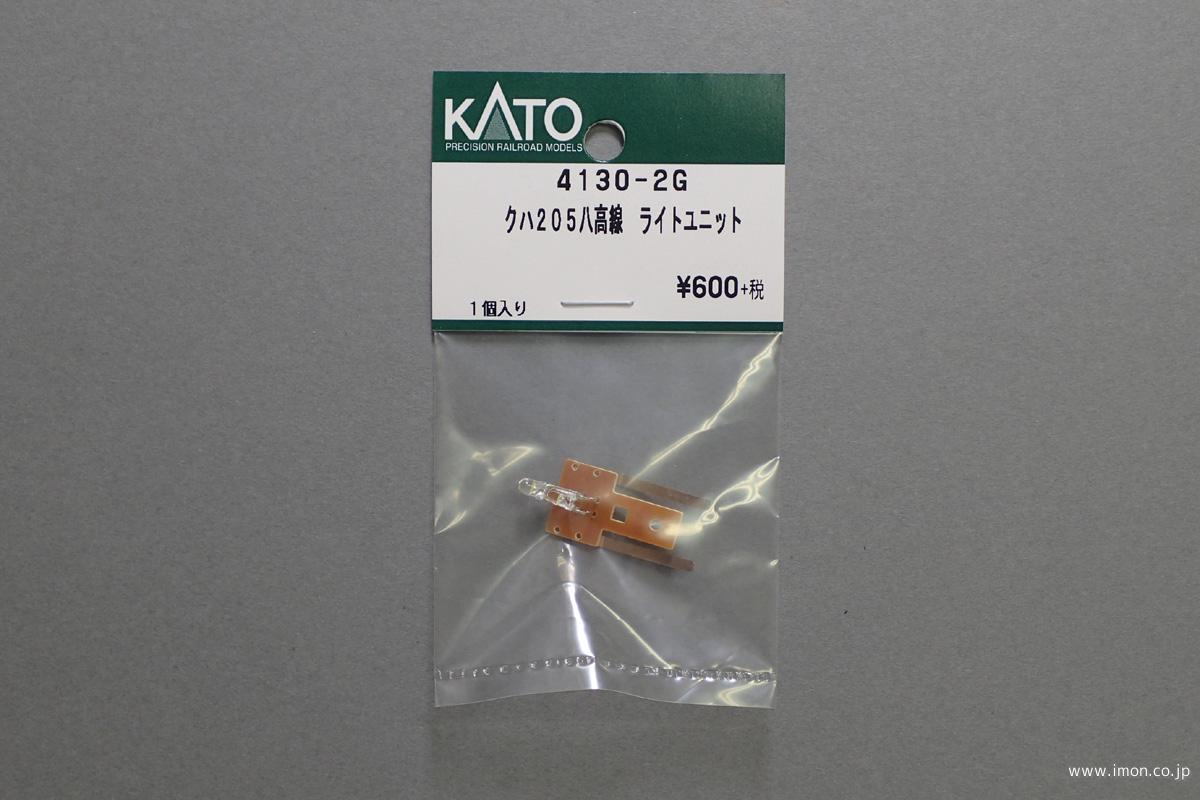 KATO
PRECISION RAILROAD MODELS
4130-2G
クハ205八高線 ライトユニット
¥600+税
1個入り
www.imon.co.jp